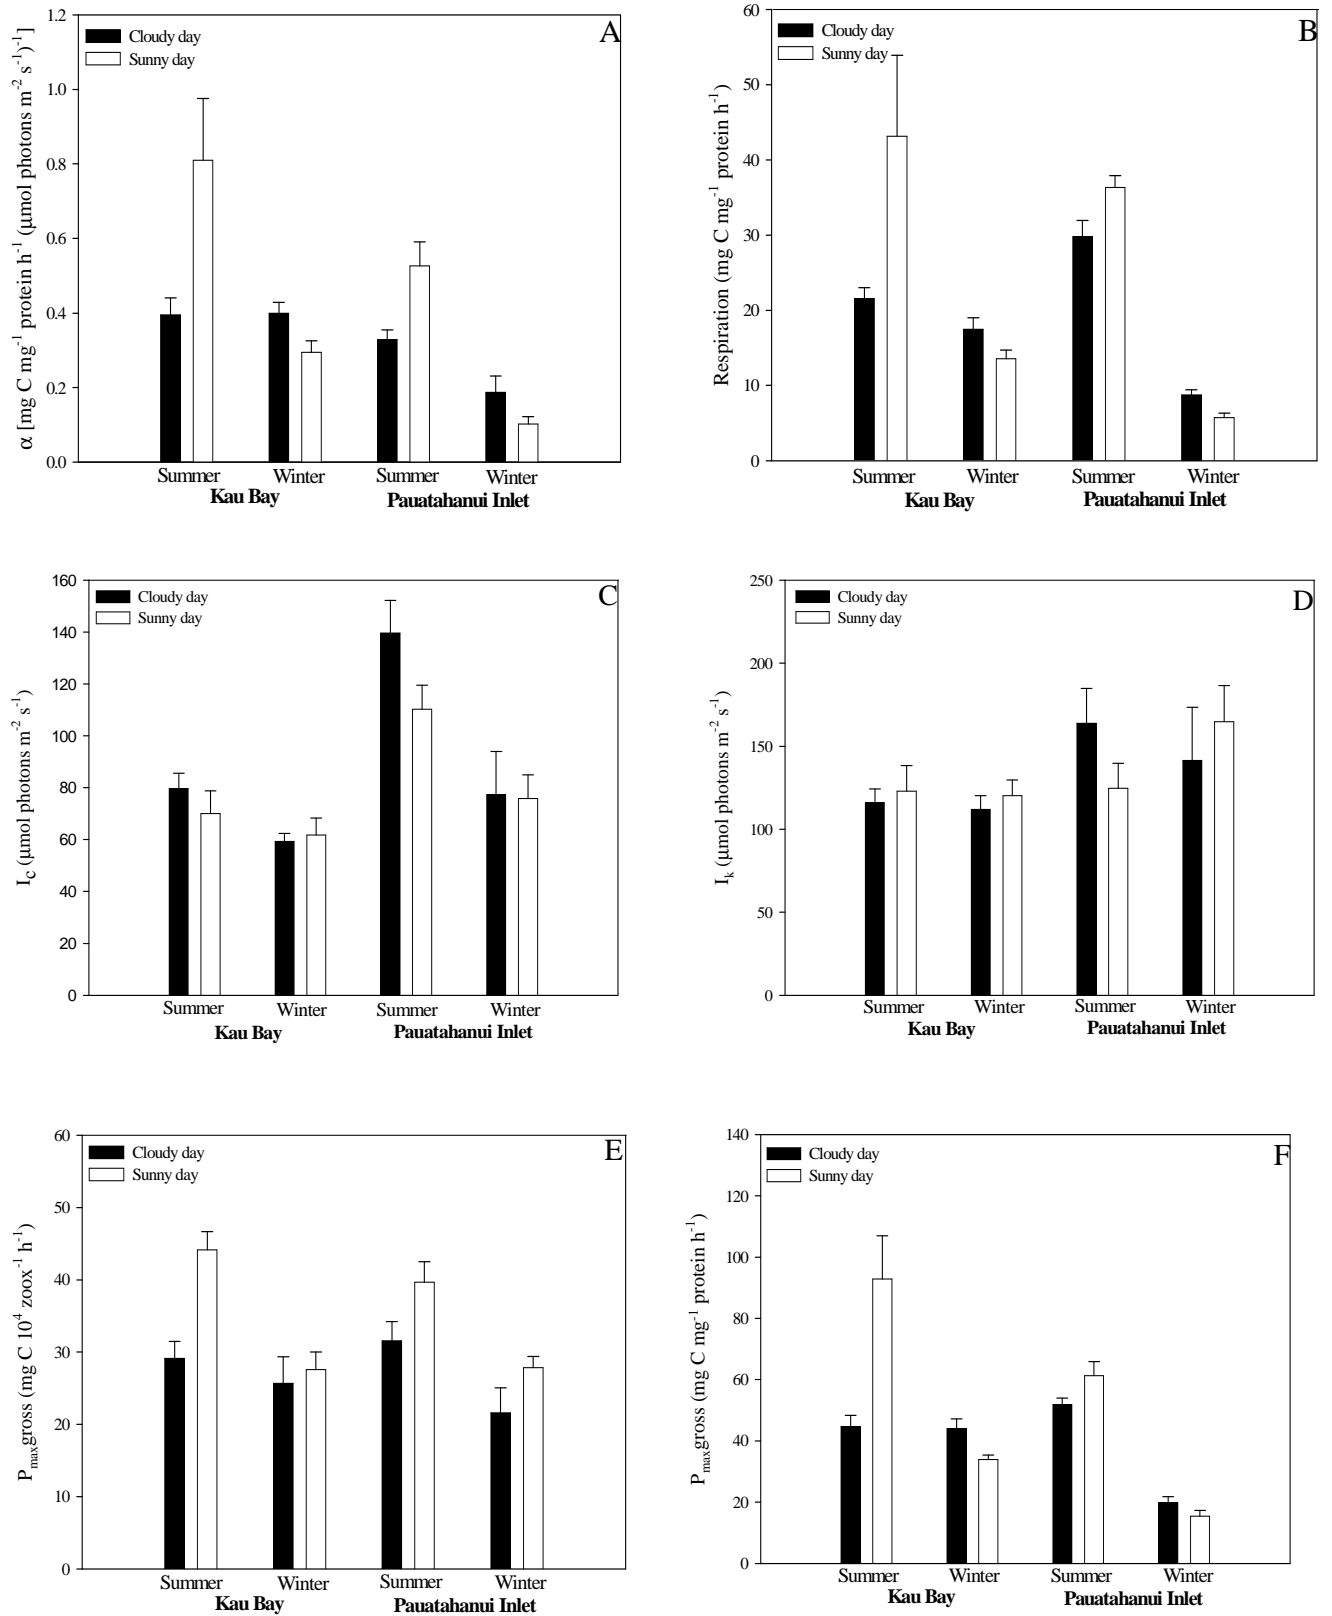 A
Cloudy day
Sunny day
α [mg C mg⁻¹ protein h⁻¹ (μmol photons m⁻² s⁻¹)⁻¹]
1.2
1.0
0.8
0.6
0.4
0.2
0.0
Summer Winter Summer Winter
Kau Bay Pauatahanui Inlet
B
Cloudy day
Sunny day
Respiration (mg C mg⁻¹ protein h⁻¹)
60
50
40
30
20
10
0
Summer Winter Summer Winter
Kau Bay Pauatahanui Inlet
C
Cloudy day
Sunny day
I_C (μmol photons m⁻² s⁻¹)
160
140
120
100
80
60
40
20
0
Summer Winter Summer Winter
Kau Bay Pauatahanui Inlet
D
Cloudy day
Sunny day
I_k (μmol photons m⁻² s⁻¹)
250
200
150
100
50
0
Summer Winter Summer Winter
Kau Bay Pauatahanui Inlet
E
Cloudy day
Sunny day
P_max gross (mg C 10⁴ zoox⁻¹ h⁻¹)
60
50
40
30
20
10
0
Summer Winter Summer Winter
Kau Bay Pauatahanui Inlet
F
Cloudy day
Sunny day
P_max gross (mg C mg⁻¹ protein h⁻¹)
140
120
100
80
60
40
20
0
Summer Winter Summer Winter
Kau Bay Pauatahanui Inlet